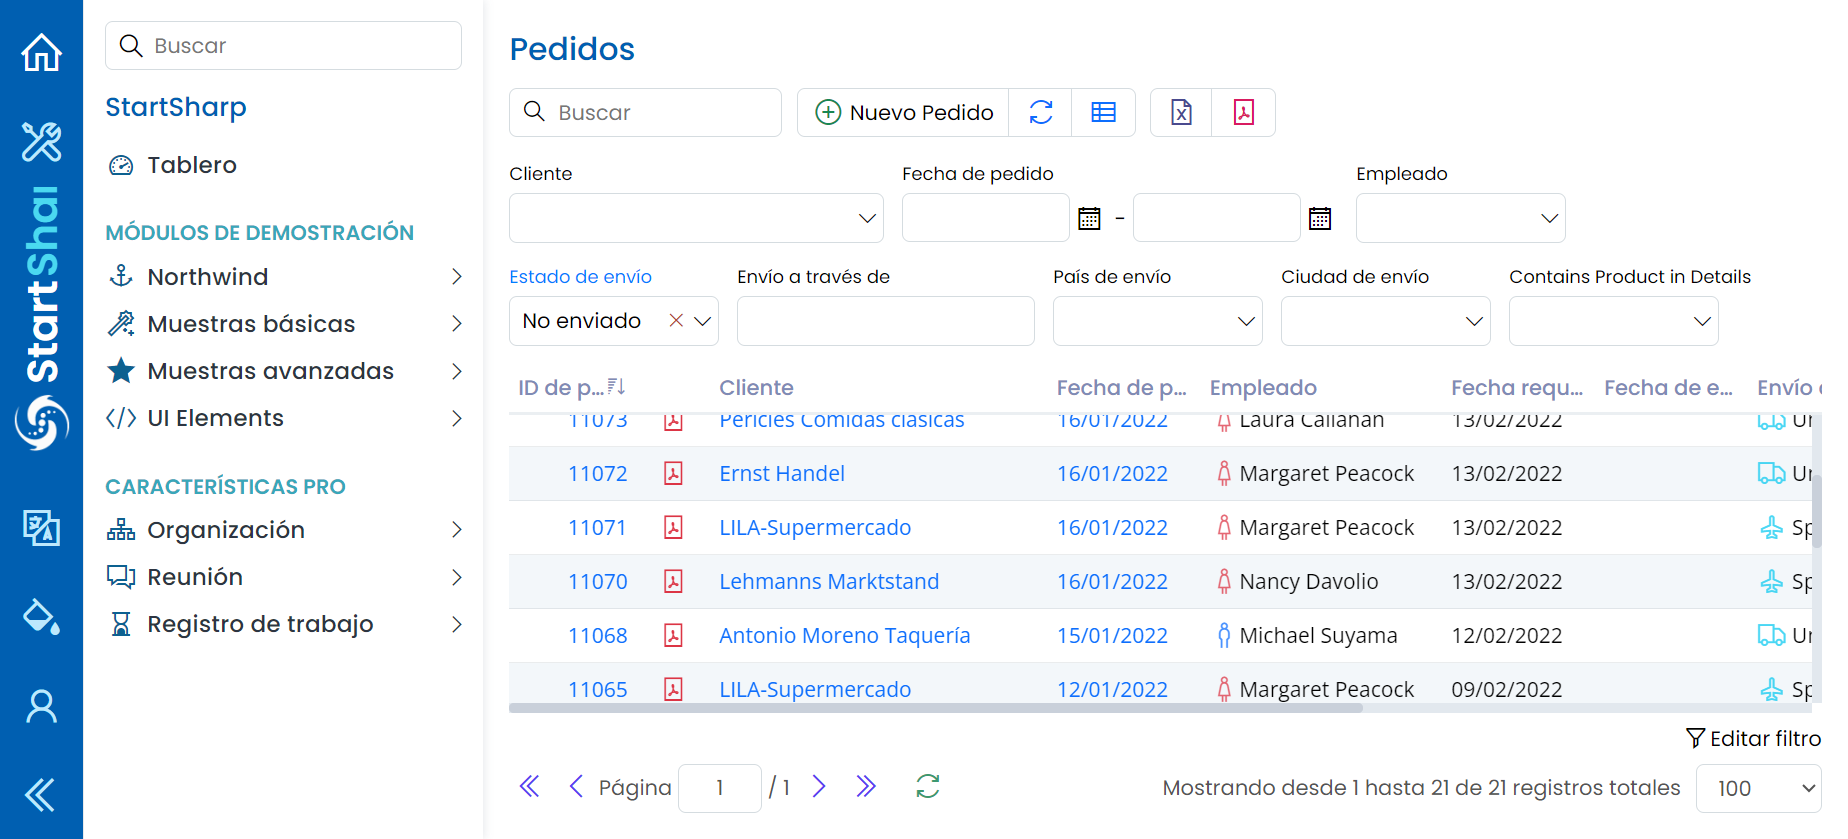 StartShar
Buscar
StartSharp
Tablero
MÓDULOS DE DEMOSTRACIÓN
Northwind
Muestras básicas
Muestras avanzadas
UI Elements
CARACTERÍSTICAS PRO
Organización
Reunión
Registro de trabajo
Pedidos
Buscar
Nuevo Pedido
Cliente
Fecha de pedido
Empleado
-
Estado de envío
Envío a través de
País de envío
Ciudad de envío
Contains Product in Details
No enviado
ID de p... Cliente Fecha de p... Empleado Fecha requ... Fecha de e... Envío
11073 Pericles Comidas clásicas 16/01/2022 Laura Callahan 13/02/2022
11072 Ernst Handel 16/01/2022 Margaret Peacock 13/02/2022
11071 LILA-Supermercado 16/01/2022 Margaret Peacock 13/02/2022 Sp
11070 Lehmanns Marktstand 16/01/2022 Nancy Davolio 13/02/2022 Sp
11068 Antonio Moreno Taquería 15/01/2022 Michael Suyama 12/02/2022
11065 LILA-Supermercado 12/01/2022 Margaret Peacock 09/02/2022 Sp
Editar filtro
Página 1 / 1
Mostrando desde 1 hasta 21 de 21 registros totales
100